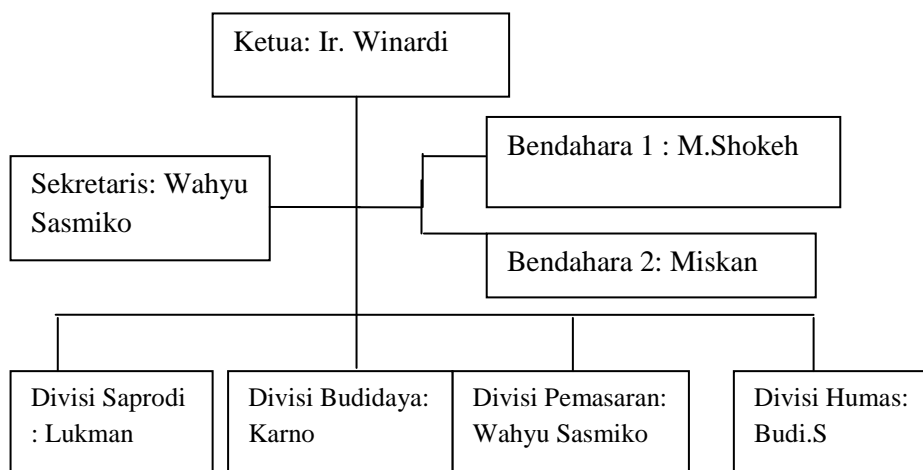 Ketua: Ir. Winardi
Bendahara 1 : M.Shokeh
Sekretaris: Wahyu
Sasmiko
Bendahara 2: Miskan
Divisi Saprodi
: Lukman
Divisi Budidaya:
Karno
Divisi Pemasaran:
Wahyu Sasmiko
Divisi Humas:
Budi.S